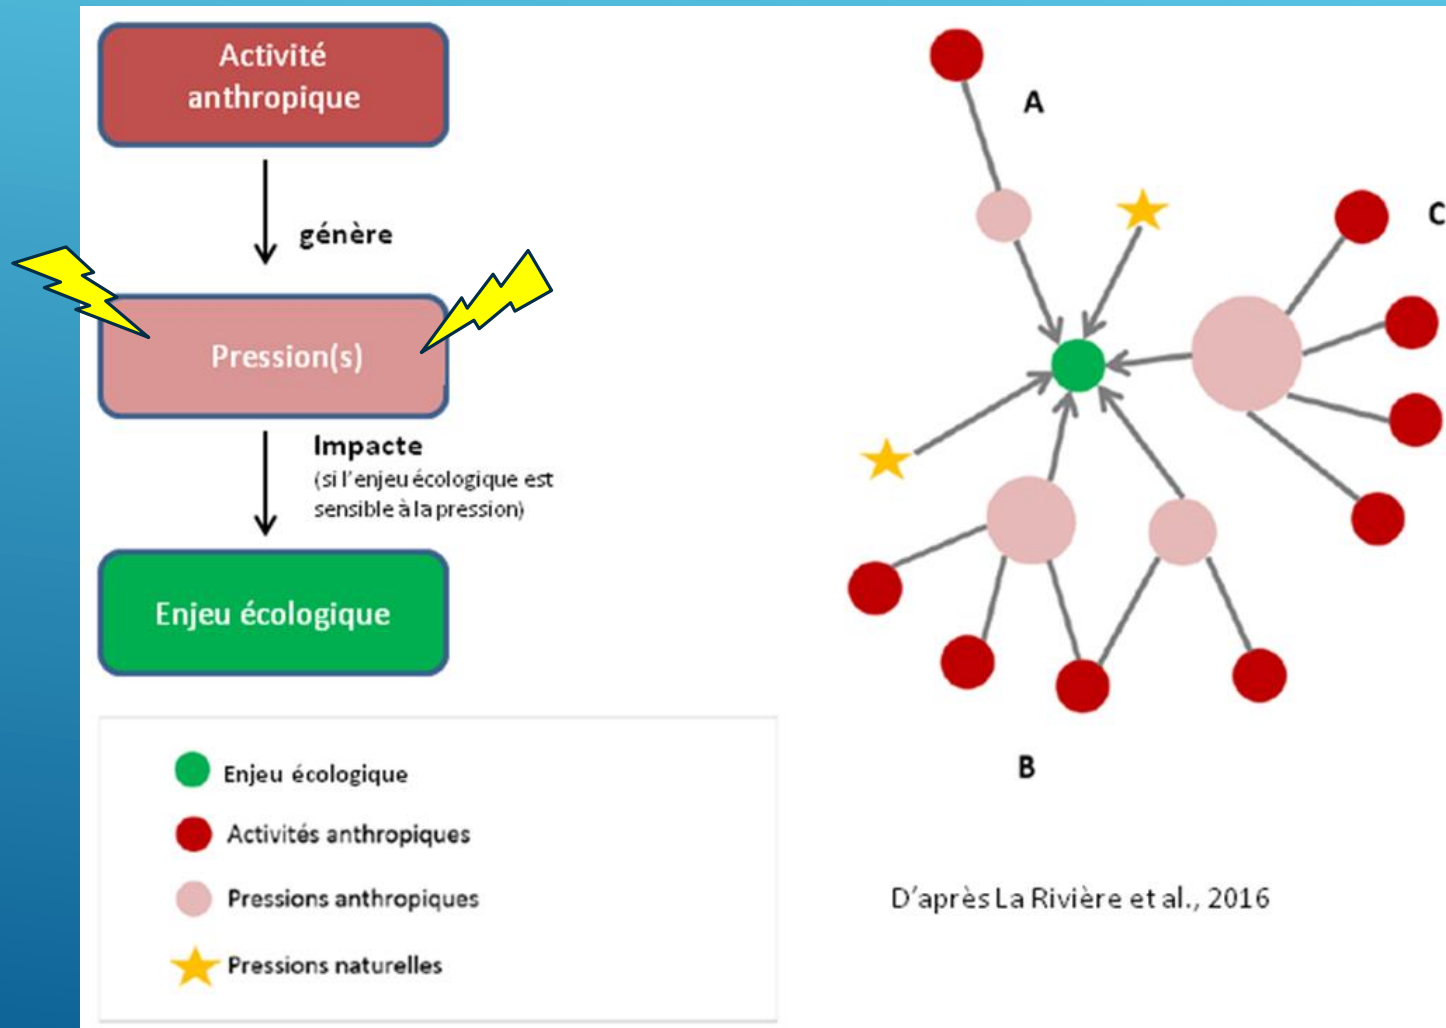 Activité
anthropique
génère
Pression(s)
Impacte
(si l'enjeu écologique est
sensible à la pression)
Enjeu écologique
Enjeu écologique
Activités anthropiques
Pressions anthropiques
Pressions naturelles
A
C
B
D'après La Rivière et al., 2016